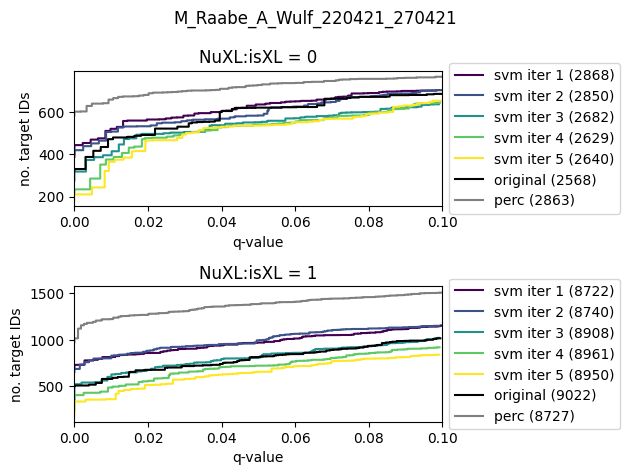 M_Raabe_A_Wulf_220421_270421
NuXL:isXL = 0
no. target IDs
600
400
200
0.00 0.02 0.04 0.06 0.08 0.10
q-value
svm iter 1 (2868)
svm iter 2 (2850)
svm iter 3 (2682)
svm iter 4 (2629)
svm iter 5 (2640)
original (2568)
perc (2863)
NuXL:isXL = 1
no. target IDs
1500
1000
500
0.00 0.02 0.04 0.06 0.08 0.10
q-value
svm iter 1 (8722)
svm iter 2 (8740)
svm iter 3 (8908)
svm iter 4 (8961)
svm iter 5 (8950)
original (9022)
perc (8727)